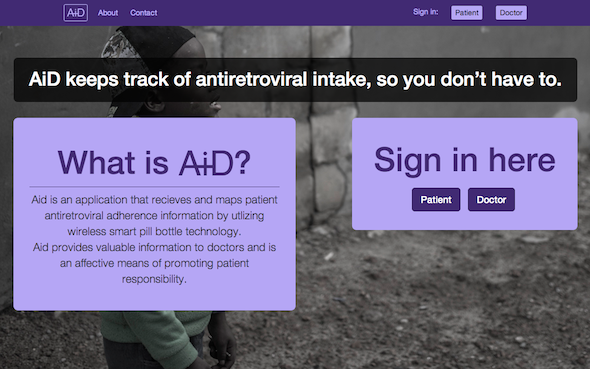 AiD About Contact Sign in: Patient Doctor
AiD keeps track of antiretroviral intake, so you don't have to.
What is AiD?
Aid is an application that recieves and maps patient
antiretroviral adherence information by utlizing
wireless smart pill bottle technology.
Aid provides valuable information to doctors and is
an affective means of promoting patient
responsibility.
Sign in here
Patient Doctor